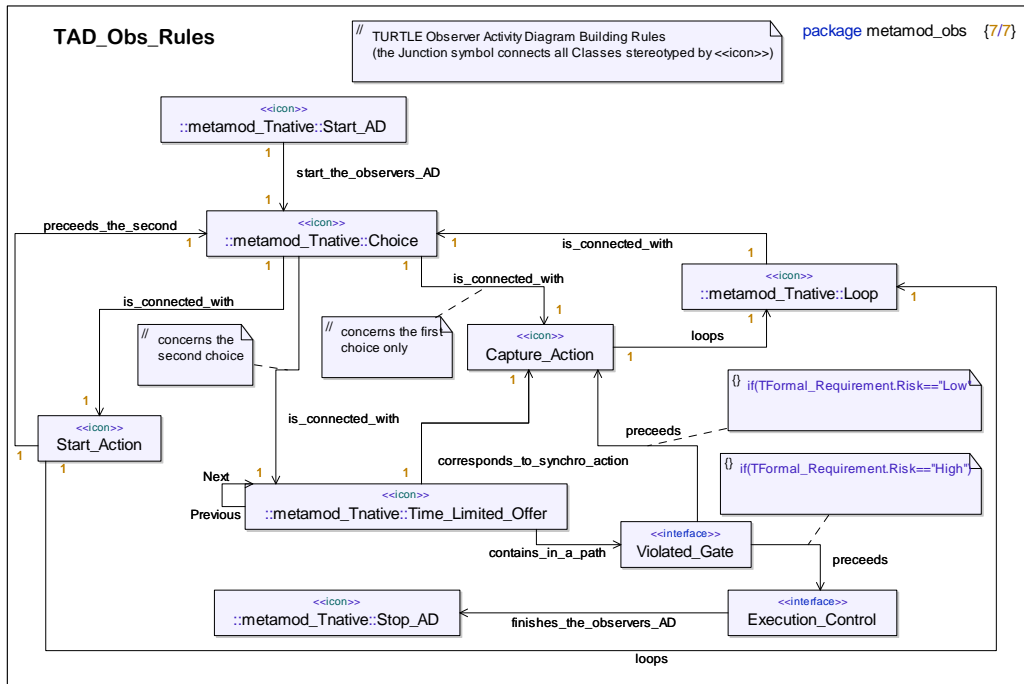 TAD_Obs_Rules
// TURTLE Observer Activity Diagram Building Rules
(the Junction symbol connects all Classes stereotyped by <<icon>>)
package metamod_obs {7/7}
<<icon>>
::metamod_Tnative::Start_AD
1
start_the_observers_AD
1
preceeds_the_second
1
<<icon>>
::metamod_Tnative::Choice
1
is_connected_with
1
1
1
is_connected_with
1
<<icon>>
::metamod_Tnative::Loop
1
1
is_connected_with
// concerns the
second choice
// concerns the first
choice only
1
<<icon>>
Capture_Action
1
loops
1
{} if(TFormal_Requirement.Risk=="Low"
1
<<icon>>
Start_Action
1
1
is_connected_with
preceeds
corresponds_to_synchro_action
{} if(TFormal_Requirement.Risk=="High")
Next
Previous
1
1
<<icon>>
::metamod_Tnative::Time_Limited_Offer
contains_in_a_path
<<interface>>
Violated_Gate
preceeds
<<icon>>
::metamod_Tnative::Stop_AD
finishes_the_observers_AD
<<interface>>
Execution_Control
loops